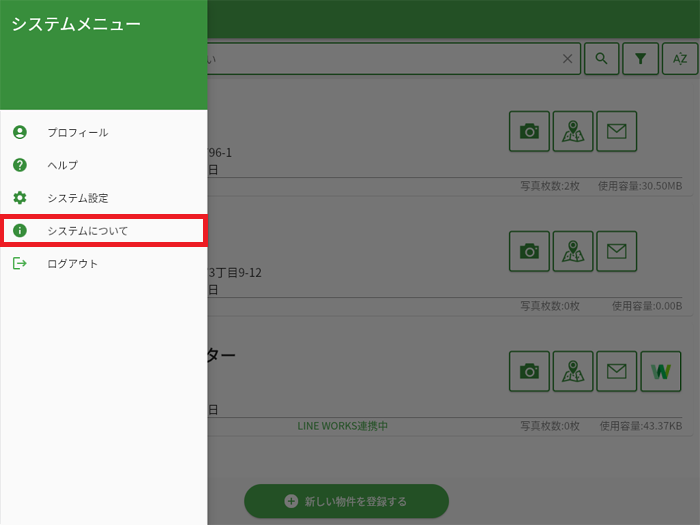 システムメニュー
プロフィール
ヘルプ
システム設定
システムについて
ログアウト
い
AZ
96-1
日
写真枚数:2枚 使用容量:30.50MB
3丁目9-12
日
写真枚数:0枚 使用容量:0.00B
ター
W
日
LINE WORKS連携中 写真枚数:0枚 使用容量:43.37KB
新しい物件を登録する